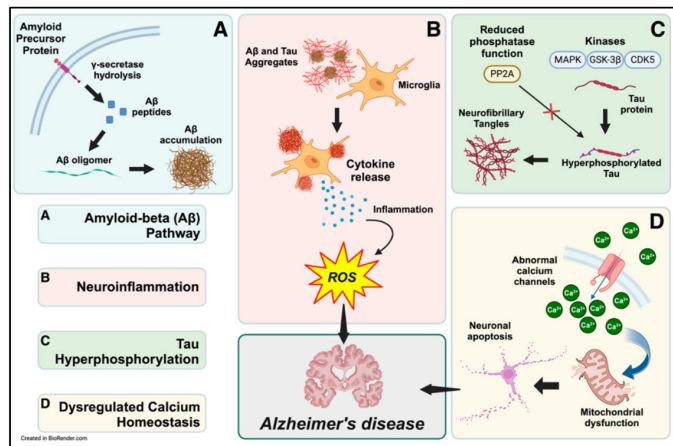 A
Amyloid
Precursor
Protein
γ-secretase
hydrolysis
Aβ
peptides
Aβ oligomer
Aβ
accumulation
A
Amyloid-beta (Aβ)
Pathway
B
Neuroinflammation
C
Tau
Hyperphosphorylation
D
Dysregulated Calcium
Homeostasis
Created in BioRender.com
B
Aβ and Tau
Aggregates
Microglia
Cytokine
release
Inflammation
ROS
Alzheimer's disease
C
Reduced
phosphatase
function
PP2A
Kinases
MAPK
GSK-3β
CDK5
Tau
protein
Neurofibrillary
Tangles
Hyperphosphorylated
Tau
D
Abnormal
calcium
channels
Ca²⁺
Ca²⁺
Ca²⁺
Ca²⁺
Ca²⁺
Ca²⁺
Ca²⁺
Ca²⁺
Ca²⁺
Ca²⁺
Neuronal
apoptosis
Mitochondrial
dysfunction